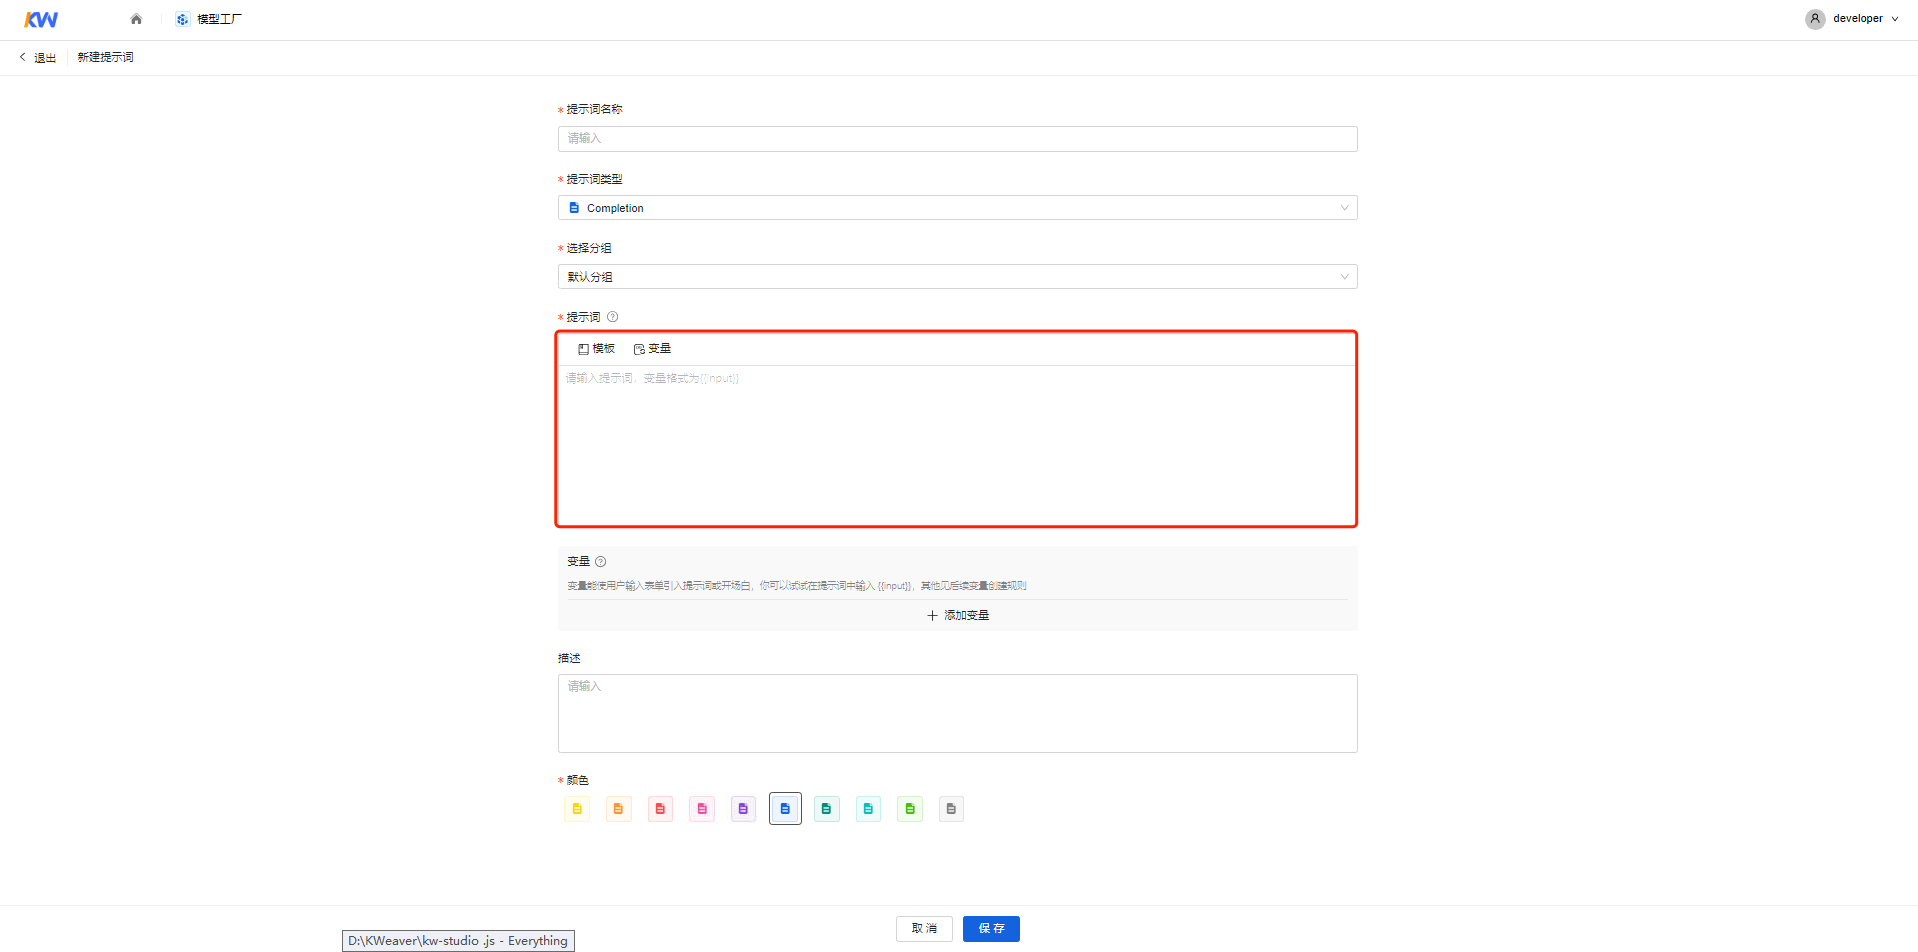 KW
模型工厂
developer
退出
新建提示词
* 提示词名称
请输入
* 提示词类型
Completion
* 选择分组
默认分组
* 提示词
模板
变量
请输入提示词，变量格式为{{input}}
变量
变量能使用户输入表单引入提示词或开场白，你可以试试在提示词中输入 {{input}}，其他见后续变量创建规则
添加变量
描述
请输入
* 颜色
取 消
保 存
D:\KWeaver\kw-studio .js - Everything